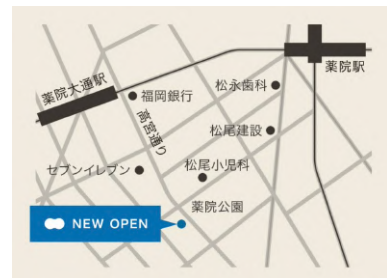 薬院駅
薬院大通駅
福岡銀行
松永歯科
高宮通り
松尾建設
セブンイレブン
松尾小児科
薬院公園
NEW OPEN